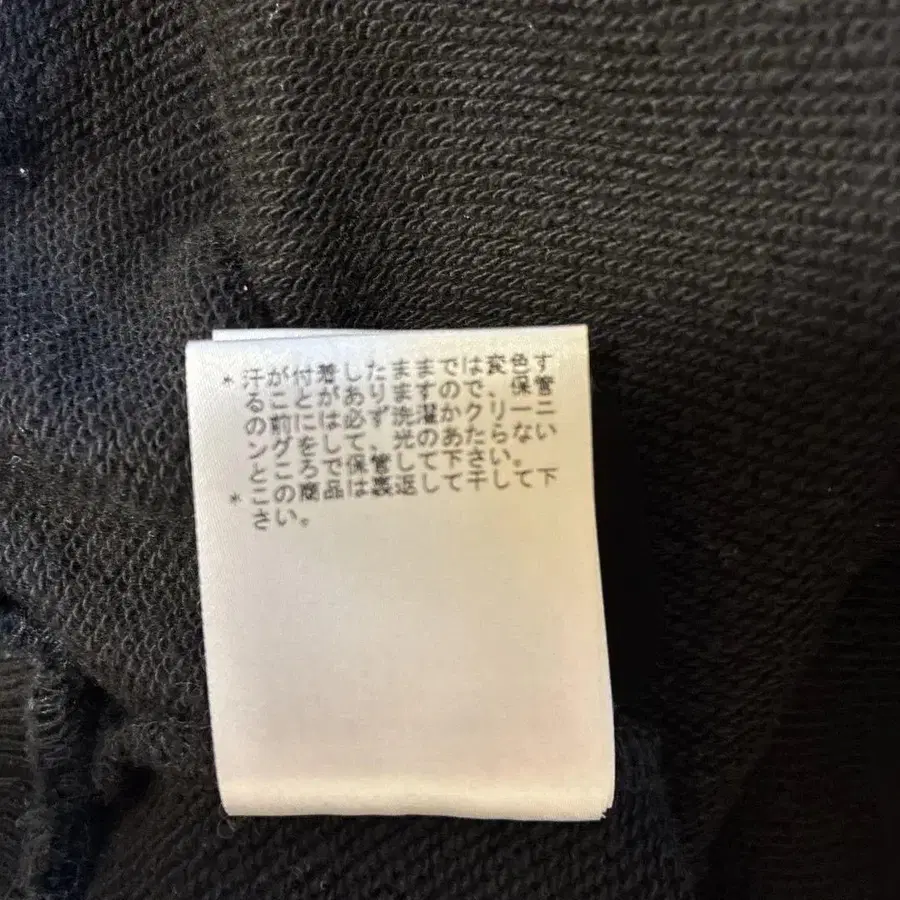 ＊汗が付着したままでは変色す
ることがありますので、保管
の前には必ず洗濯かクリーニ
ングをして、光のあたらない
ところで保管して下さい。
＊この商品は裏返して干して下
さい。